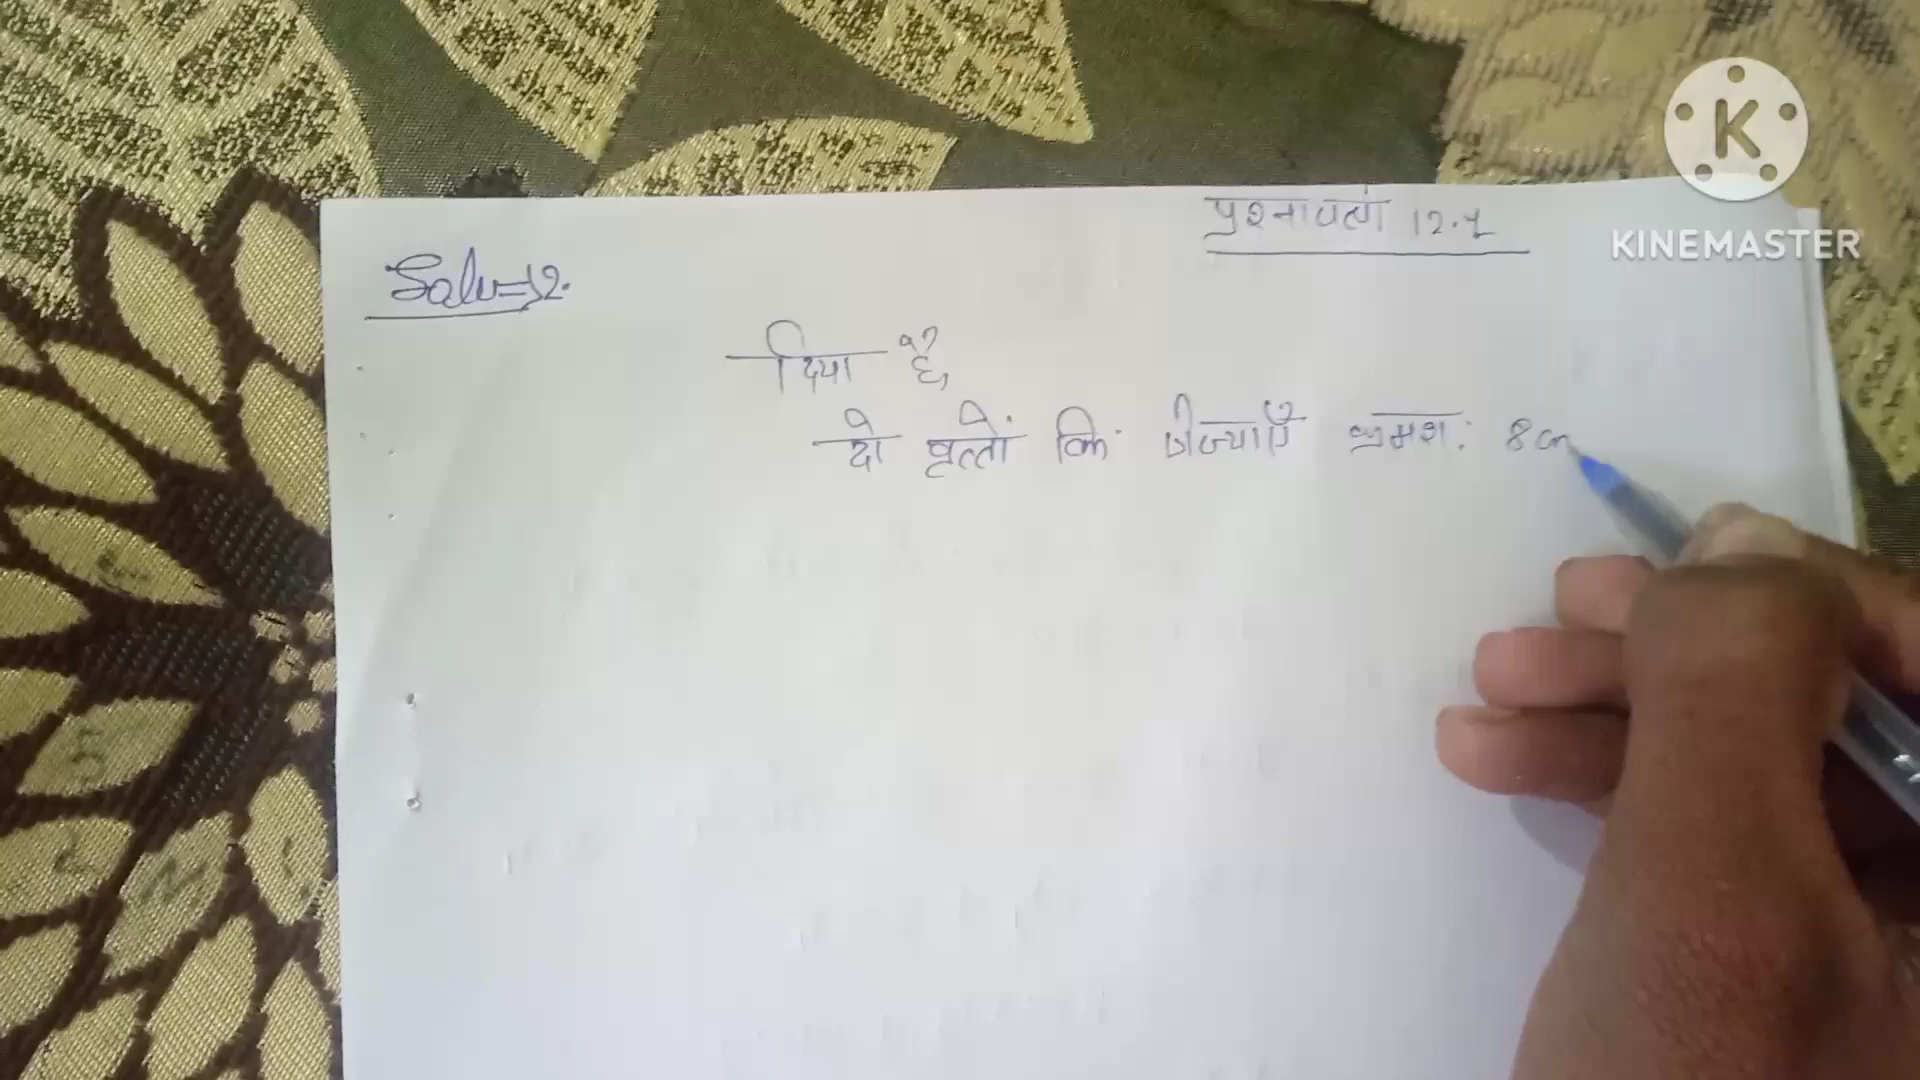 प्रश्नावली 12.1
KINEMASTER
Solu⇒2.
दिया है,
दो वृत्तों कि त्रिज्याएँ क्रमश: 8cm